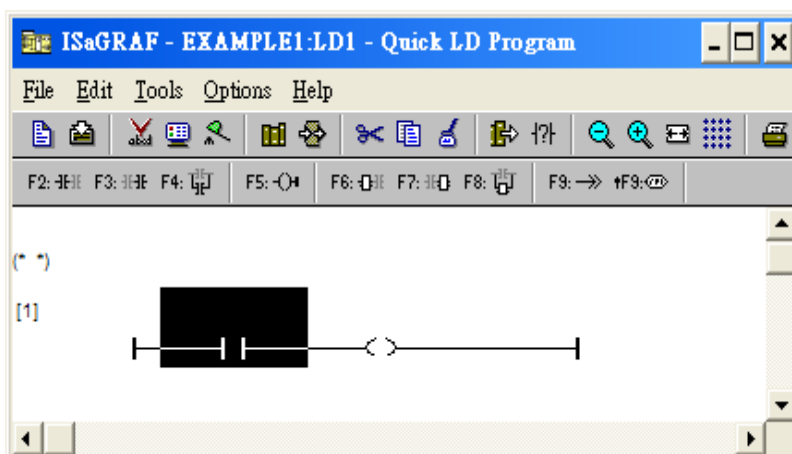 ISaGRAF - EXAMPLE1:LD1 - Quick LD Program
File Edit Tools Options Help
F2: F3: F4: F5: F6: F7: F8: F9: F9:
(* *)
[1]